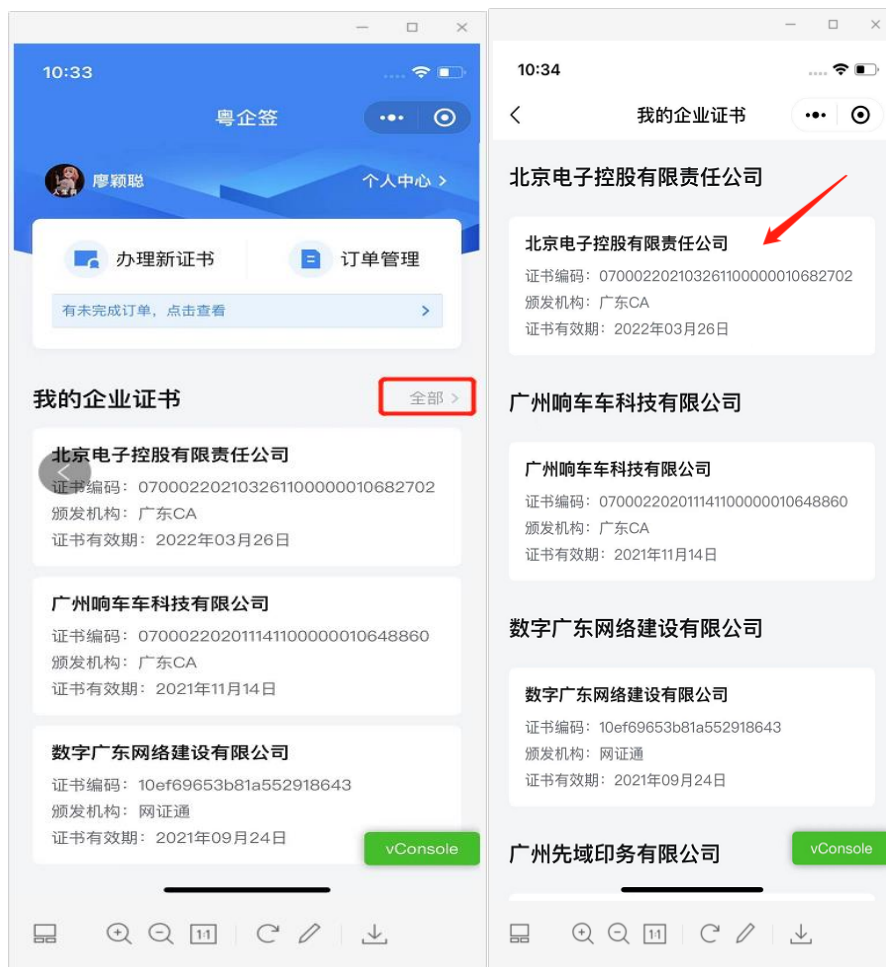 10:33
粤企签
廖颖聪
个人中心
办理新证书
订单管理
有未完成订单，点击查看
我的企业证书
全部
北京电子控股有限责任公司
证书编码：0700022021032611000000010682702
颁发机构：广东CA
证书有效期：2022年03月26日
广州响车车科技有限公司
证书编码：0700022020111411000000010648860
颁发机构：广东CA
证书有效期：2021年11月14日
数字广东网络建设有限公司
证书编码：10ef69653b81a552918643
颁发机构：网证通
证书有效期：2021年09月24日
vConsole
1:1
10:34
我的企业证书
北京电子控股有限责任公司
北京电子控股有限责任公司
证书编码：0700022021032611000000010682702
颁发机构：广东CA
证书有效期：2022年03月26日
广州响车车科技有限公司
广州响车车科技有限公司
证书编码：0700022020111411000000010648860
颁发机构：广东CA
证书有效期：2021年11月14日
数字广东网络建设有限公司
数字广东网络建设有限公司
证书编码：10ef69653b81a552918643
颁发机构：网证通
证书有效期：2021年09月24日
广州先域印务有限公司
vConsole
1:1